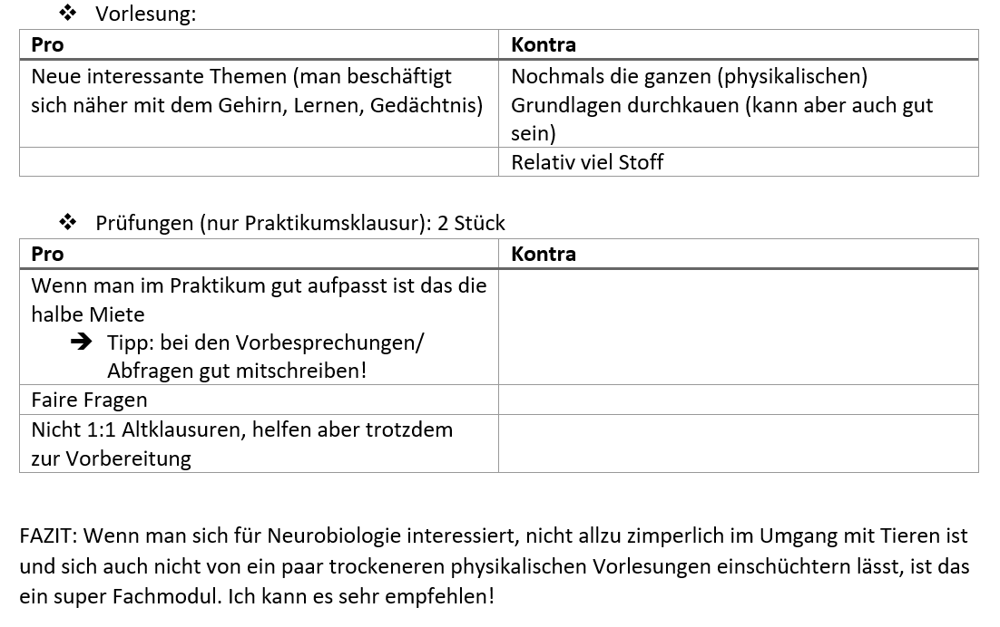 ❖ Vorlesung:
Pro Kontra
Neue interessante Themen (man beschäftigt
sich näher mit dem Gehirn, Lernen, Gedächtnis)
Nochmals die ganzen (physikalischen)
Grundlagen durchkauen (kann aber auch gut
sein)
Relativ viel Stoff
❖ Prüfungen (nur Praktikumsklausur): 2 Stück
Pro Kontra
Wenn man im Praktikum gut aufpasst ist das die
halbe Miete
➔ Tipp: bei den Vorbesprechungen/
Abfragen gut mitschreiben!
Faire Fragen
Nicht 1:1 Altklausuren, helfen aber trotzdem
zur Vorbereitung
FAZIT: Wenn man sich für Neurobiologie interessiert, nicht allzu zimperlich im Umgang mit Tieren ist
und sich auch nicht von ein paar trockeneren physikalischen Vorlesungen einschüchtern lässt, ist das
ein super Fachmodul. Ich kann es sehr empfehlen!